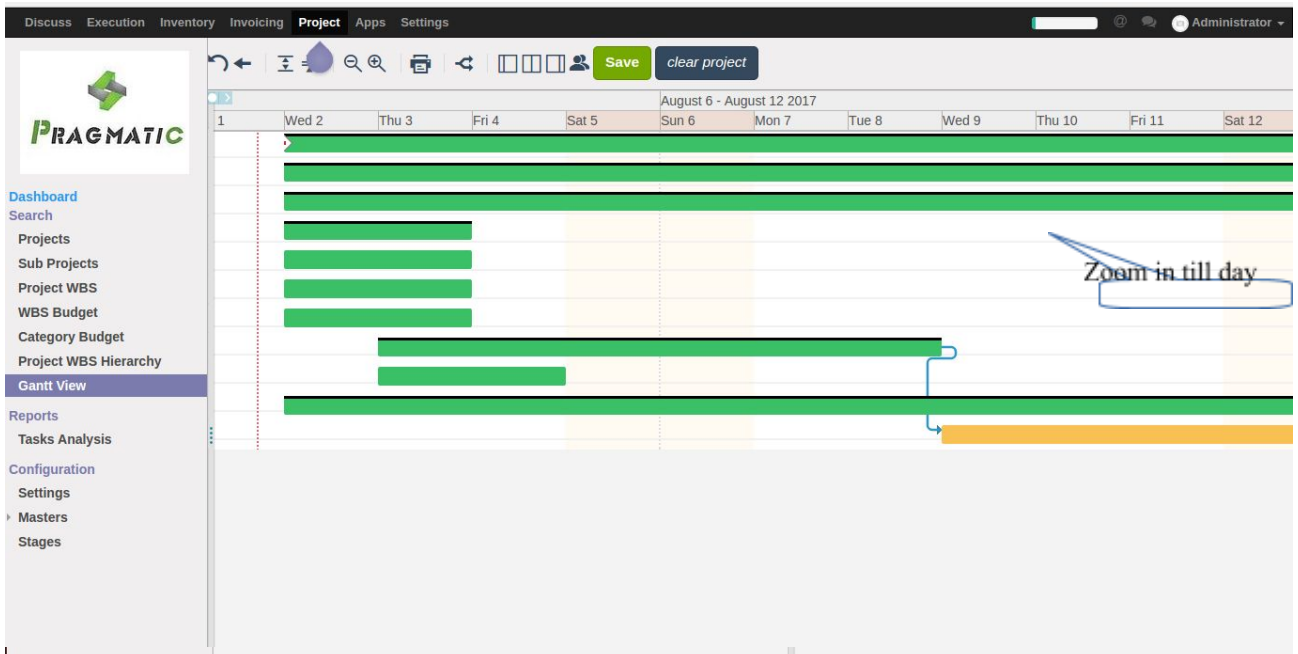 Discuss Execution Inventory Invoicing Project Apps Settings @ Administrator
PRAGMATIC
Save clear project
August 6 - August 12 2017
1 Wed 2 Thu 3 Fri 4 Sat 5 Sun 6 Mon 7 Tue 8 Wed 9 Thu 10 Fri 11 Sat 12
Dashboard
Search
Projects
Sub Projects
Project WBS
WBS Budget
Category Budget
Project WBS Hierarchy
Gantt View
Reports
Tasks Analysis
Configuration
Settings
Masters
Stages
Zoom in till day